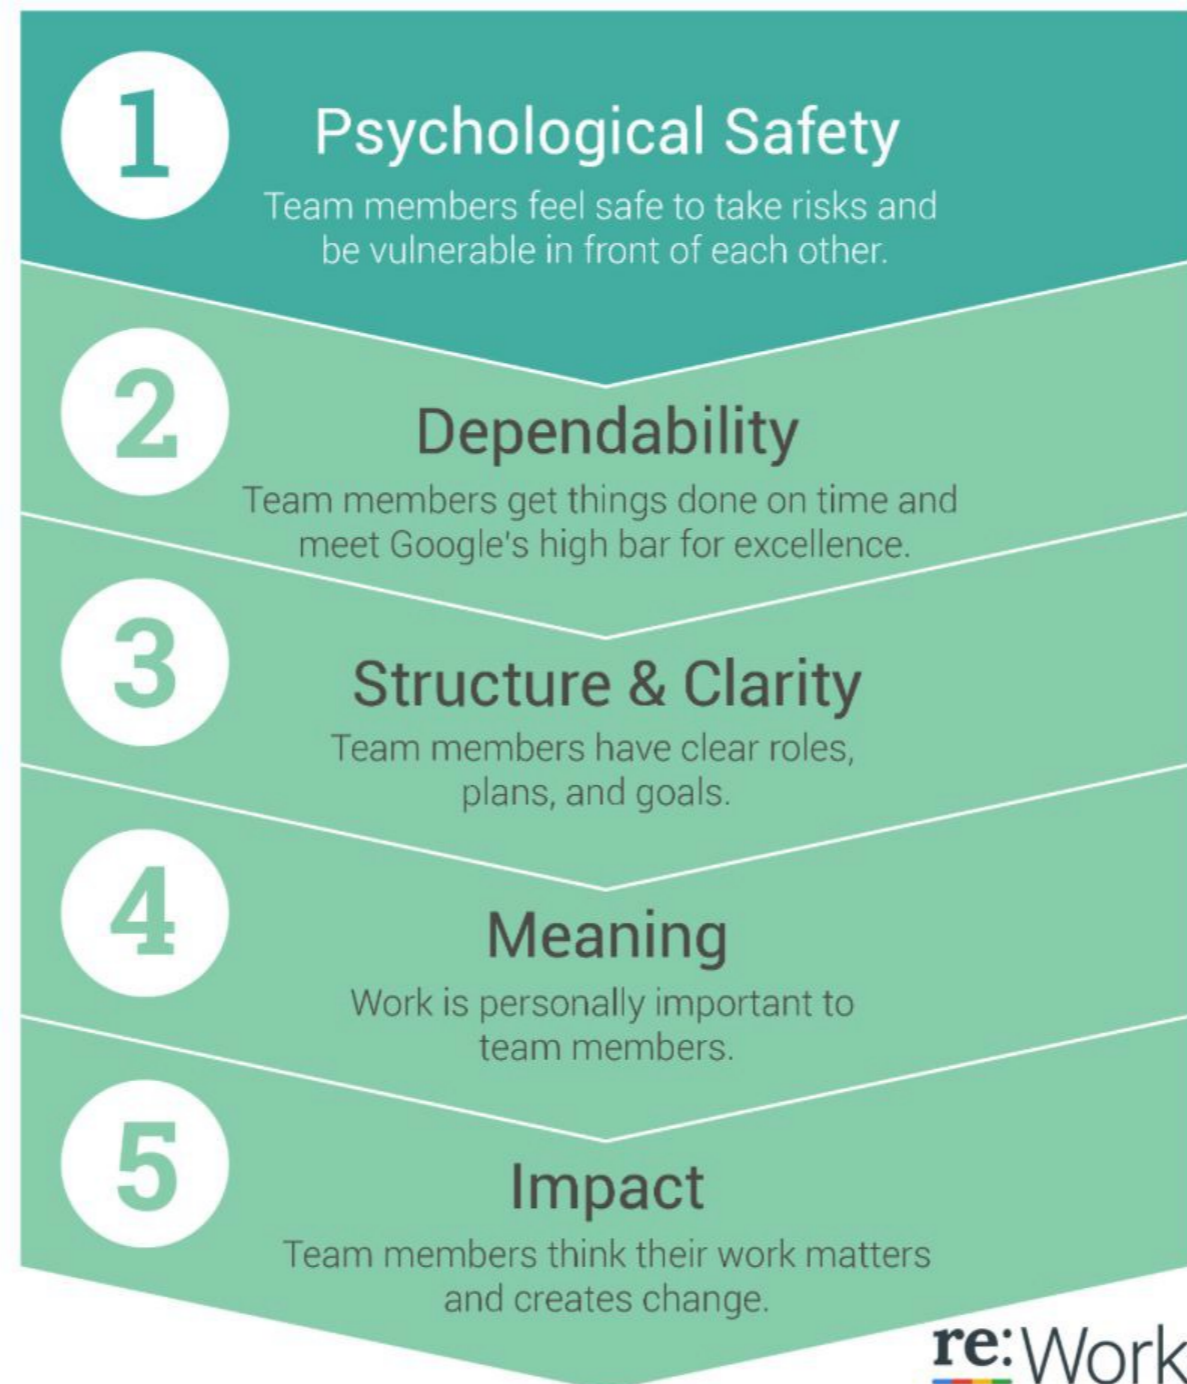 1
Psychological Safety
Team members feel safe to take risks and
be vulnerable in front of each other.
2
Dependability
Team members get things done on time and
meet Google's high bar for excellence.
3
Structure & Clarity
Team members have clear roles,
plans, and goals.
4
Meaning
Work is personally important to
team members.
5
Impact
Team members think their work matters
and creates change.
re:Work